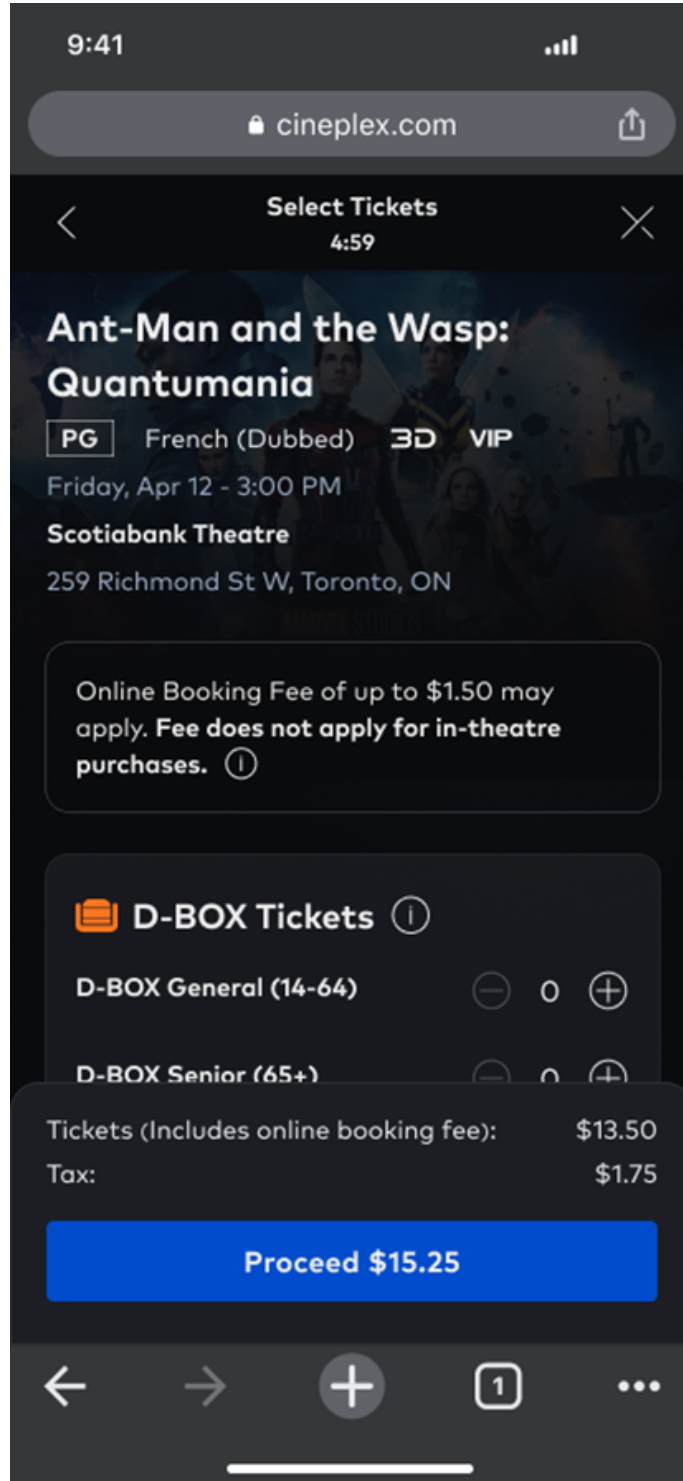 9:41
cineplex.com
Select Tickets
4:59
Ant-Man and the Wasp:
Quantumania
PG French (Dubbed) 3D VIP
Friday, Apr 12 - 3:00 PM
Scotiabank Theatre
259 Richmond St W, Toronto, ON
MARVEL STUDIOS
Online Booking Fee of up to $1.50 may
apply. Fee does not apply for in-theatre
purchases.
D-BOX Tickets
D-BOX General (14-64) 0
D-BOX Senior (65+) 0
Tickets (Includes online booking fee): $13.50
Tax: $1.75
Proceed $15.25
1